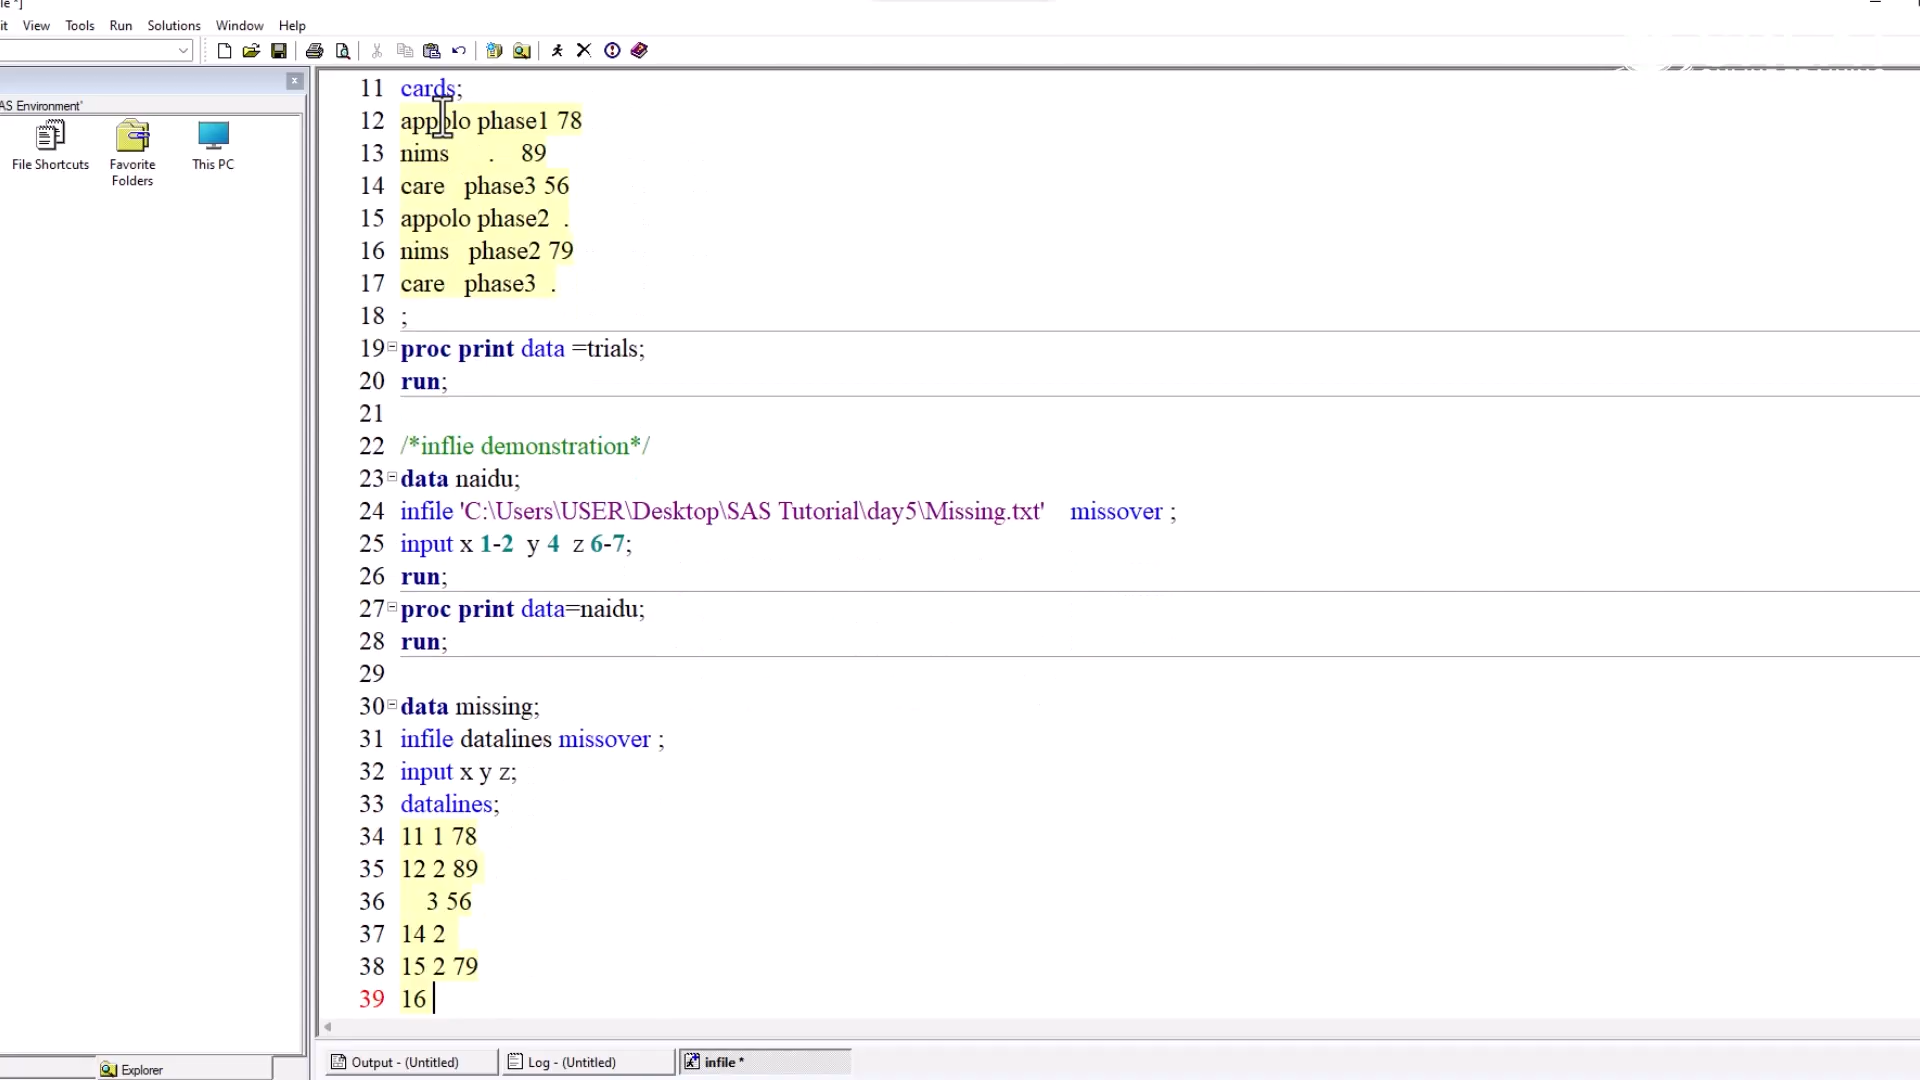 le *]
it View Tools Run Solutions Window Help
AS Environment'
File Shortcuts
Favorite Folders
This PC
11 cards;
12 appolo phase1 78
13 nims . 89
14 care phase3 56
15 appolo phase2 .
16 nims phase2 79
17 care phase3 .
18 ;
19 proc print data =trials;
20 run;
21
22 /*inflie demonstration*/
23 data naidu;
24 infile 'C:\Users\USER\Desktop\SAS Tutorial\day5\Missing.txt' missover ;
25 input x 1-2 y 4 z 6-7;
26 run;
27 proc print data=naidu;
28 run;
29
30 data missing;
31 infile datalines missover ;
32 input x y z;
33 datalines;
34 11 1 78
35 12 2 89
36 3 56
37 14 2
38 15 2 79
39 16
Explorer
Output - (Untitled)
Log - (Untitled)
infile *